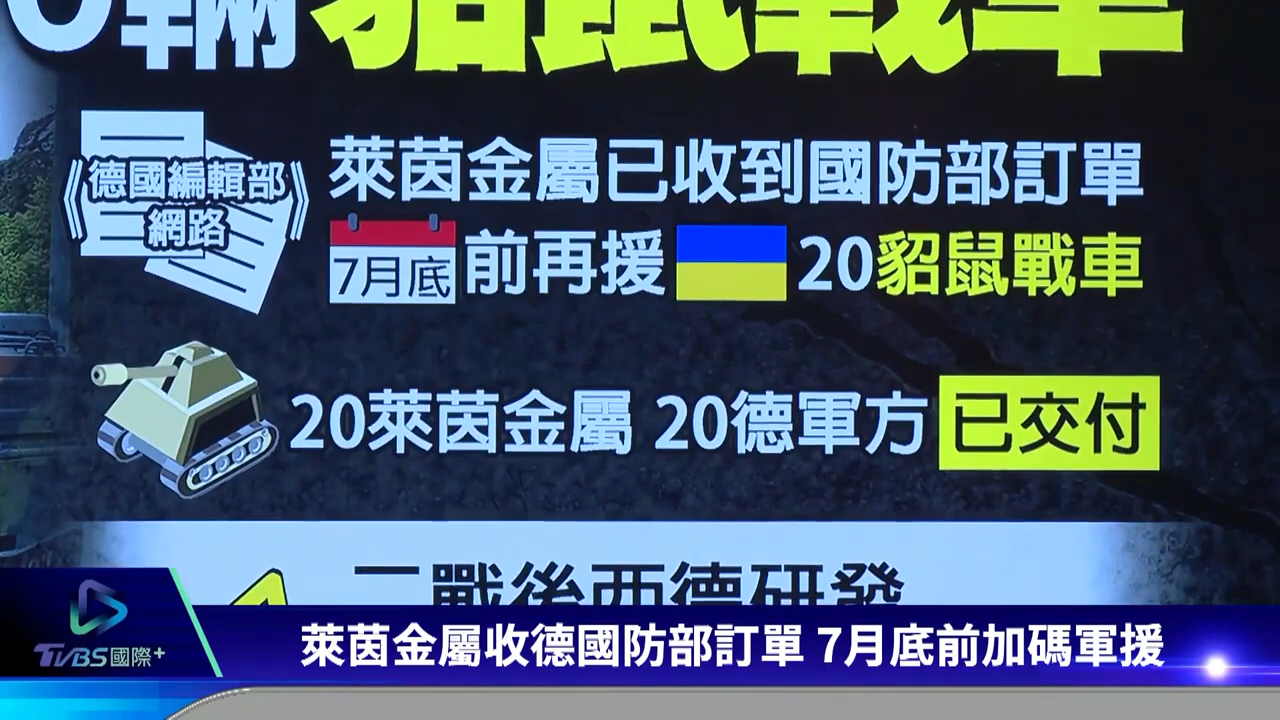 輛貂鼠戰車
《德國編輯部
網路》
萊茵金屬已收到國防部訂單
7月底前再援 20貂鼠戰車
20萊茵金屬 20德軍方 已交付
二戰後西德研發
TVBS國際+
萊茵金屬收德國防部訂單 7月底前加碼軍援